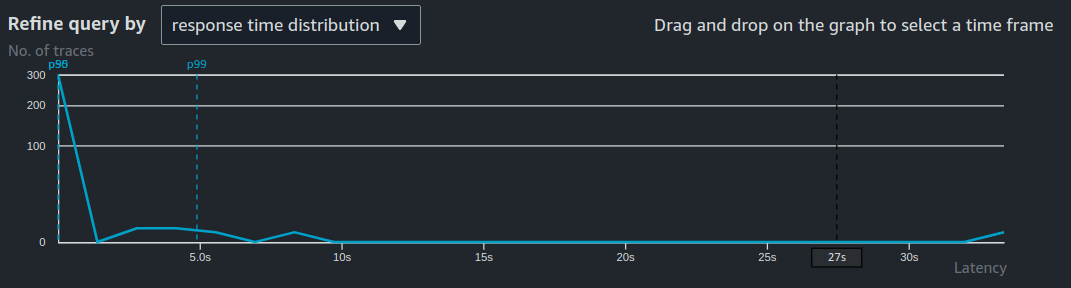 Refine query by response time distribution Drag and drop on the graph to select a time frame
No. of traces
p99
300
200
100
0
5.0s 10s 15s 20s 25s 27s 30s
Latency